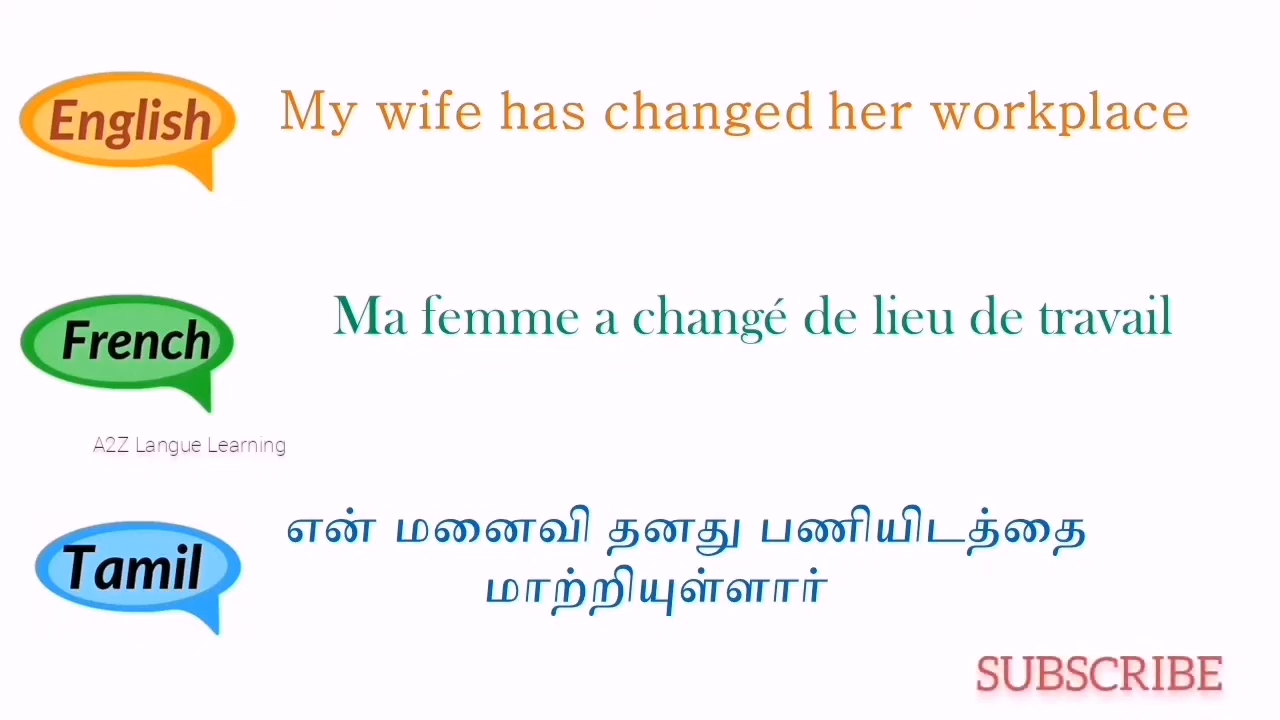 English
My wife has changed her workplace
French
Ma femme a changé de lieu de travail
A2Z Langue Learning
Tamil
என் மனைவி தனது பணியிடத்தை
மாற்றியுள்ளார்
SUBSCRIBE